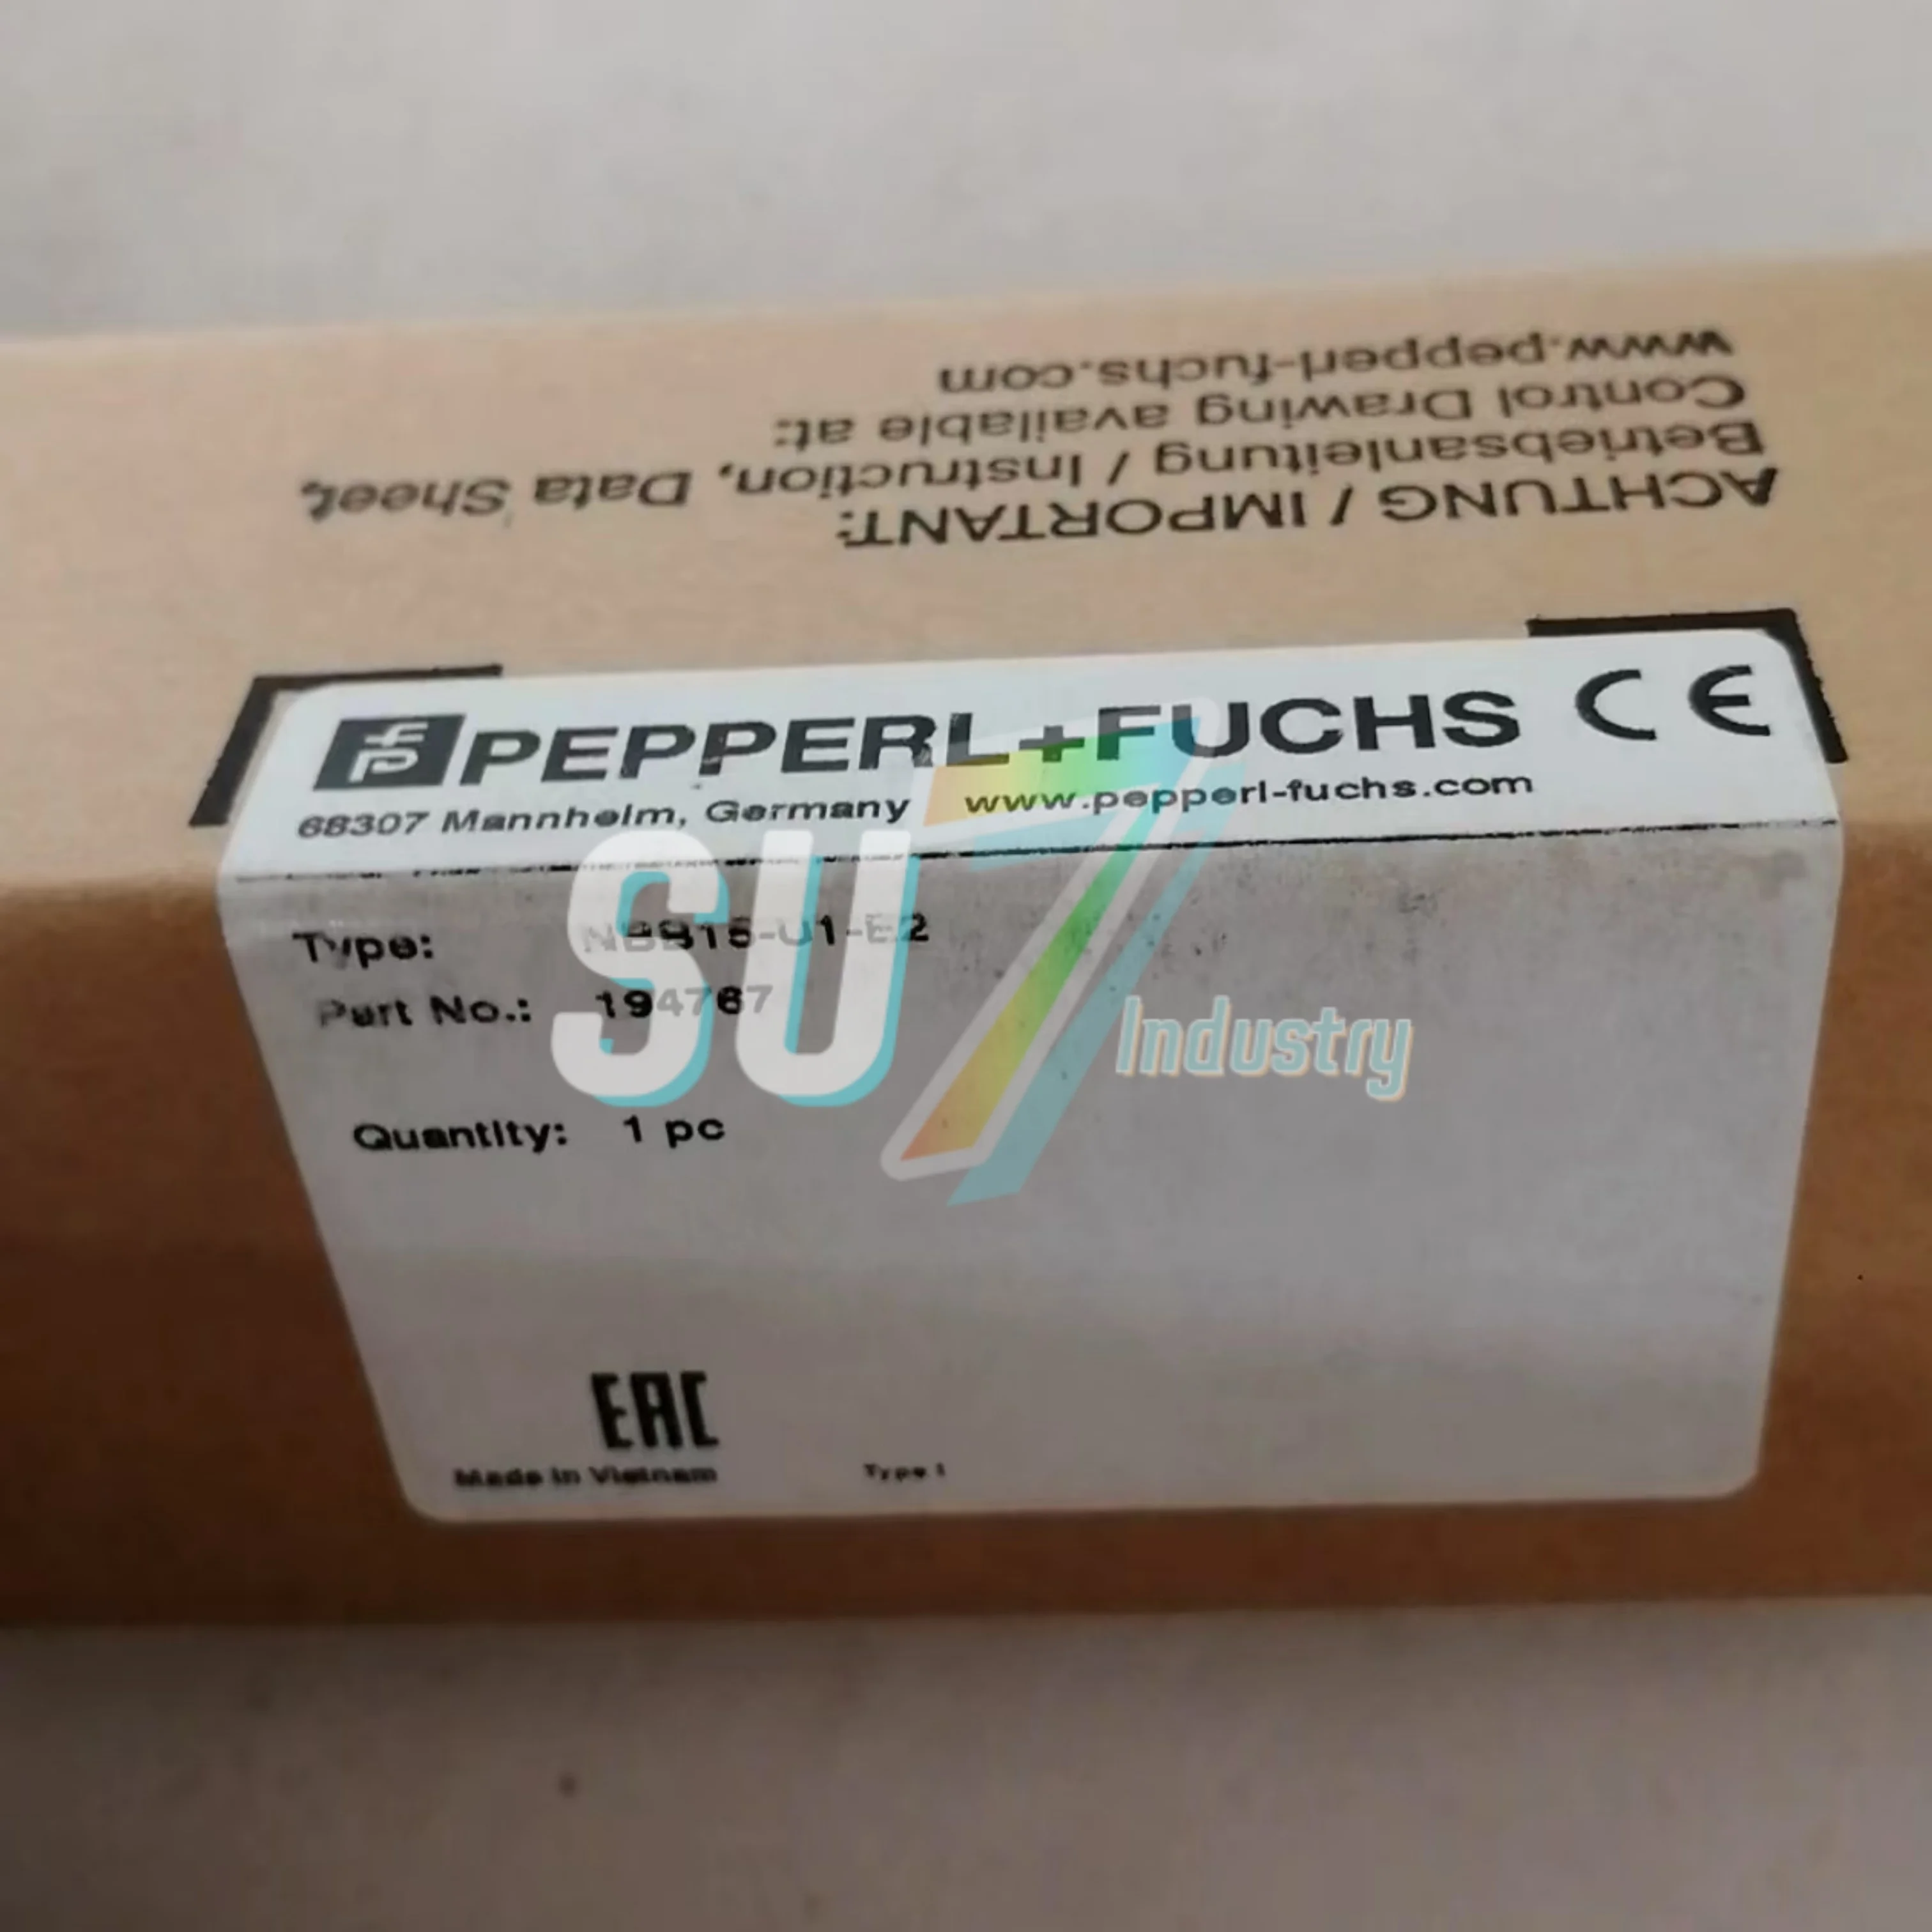 ACHTUNG / IMPORTANT:
Betriebsanleitung / Instruction, Data Sheet,
Control Drawing available at:
www.pepperl-fuchs.com
PEPPERL+FUCHS CE
68307 Mannheim, Germany www.pepperl-fuchs.com
Type: NBB15-U1-E2
Part No.: 194767
Quantity: 1 pc
SU7
Industry
EAC
Made in Vietnam Type 1